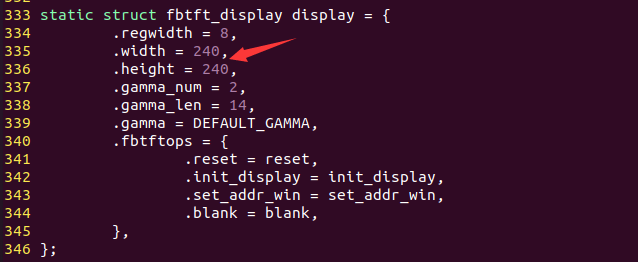 333 static struct fbtft_display display = {
334         .regwidth = 8,
335         .width = 240,
336         .height = 240,
337         .gamma_num = 2,
338         .gamma_len = 14,
339         .gamma = DEFAULT_GAMMA,
340         .fbtftops = {
341                 .reset = reset,
342                 .init_display = init_display,
343                 .set_addr_win = set_addr_win,
344                 .blank = blank,
345         },
346 };